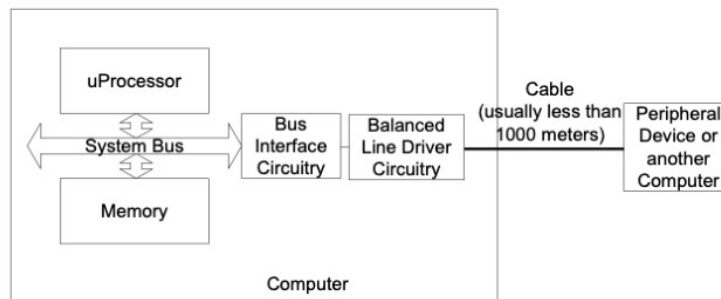 uProcessor
System Bus
Memory
Bus
Interface
Circuitry
Balanced
Line Driver
Circuitry
Cable
(usually less than
1000 meters)
Peripheral
Device or
another
Computer
Computer